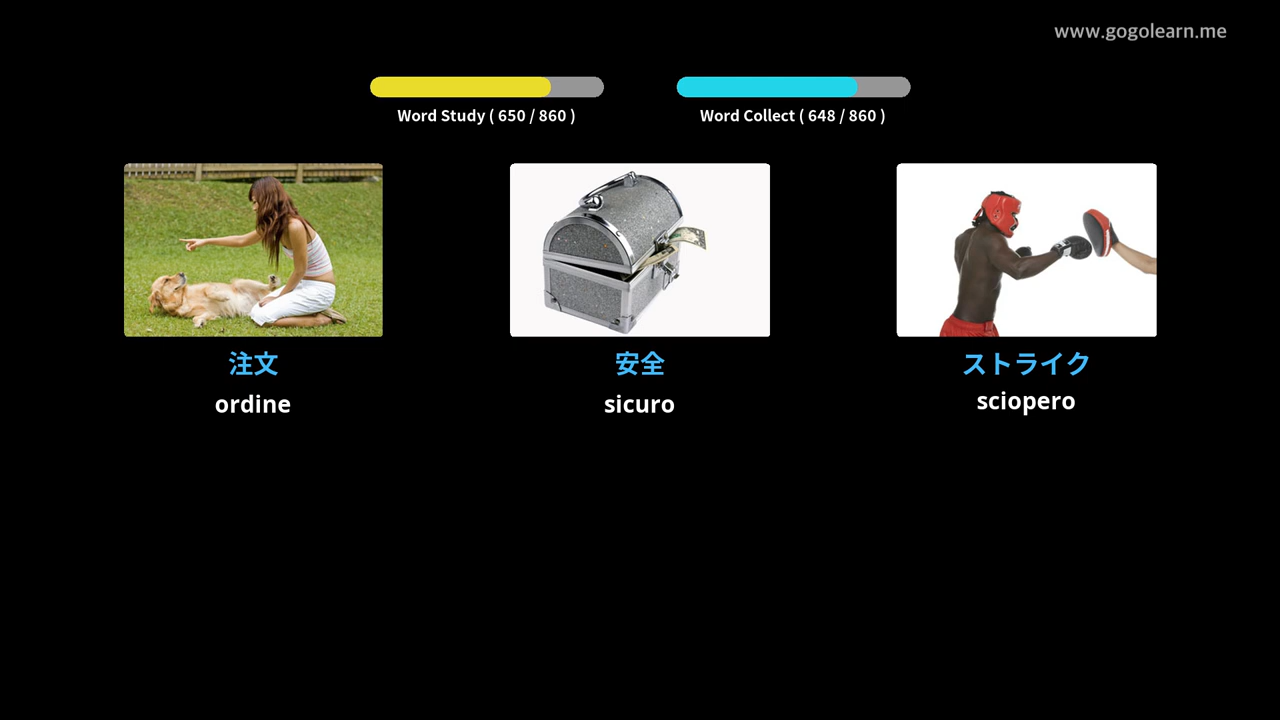 www.gogolearn.me
Word Study ( 650 / 860 )
Word Collect ( 648 / 860 )
注文
安全
ストライク
ordine
sicuro
sciopero